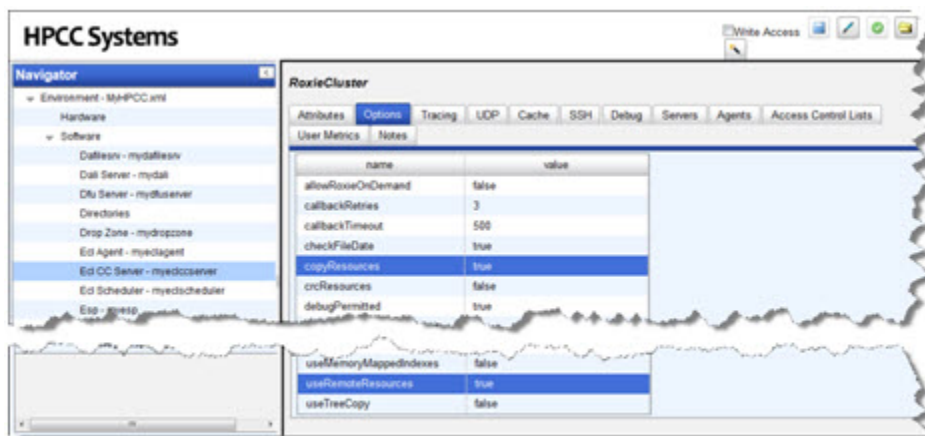 HPCC Systems
Write Access
Navigator
RoxieCluster
Environment - MyHPCC.xml
Hardware
Software
Dafilesrv - mydafilesrv
Dali Server - mydali
Dfu Server - mydfuserver
Directories
Drop Zone - mydropzone
Ecl Agent - myeclagent
Ecl CC Server - myeclccserver
Ecl Scheduler - myeclscheduler
Esp - myesp
Attributes Options Tracing UDP Cache SSH Debug Servers Agents Access Control Lists
User Metrics Notes
name value
allowRoxieOnDemand false
callbackRetries 3
callbackTimeout 500
checkFileDate true
copyResources true
crcResources false
debugPermitted true
useMemoryMappedIndexes false
useRemoteResources true
useTreeCopy false